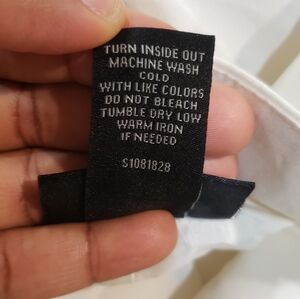 TURN INSIDE OUT
MACHINE WASH
COLD
WITH LIKE COLORS
DO NOT BLEACH
TUMBLE DRY LOW
WARM IRON
IF NEEDED
S1081828